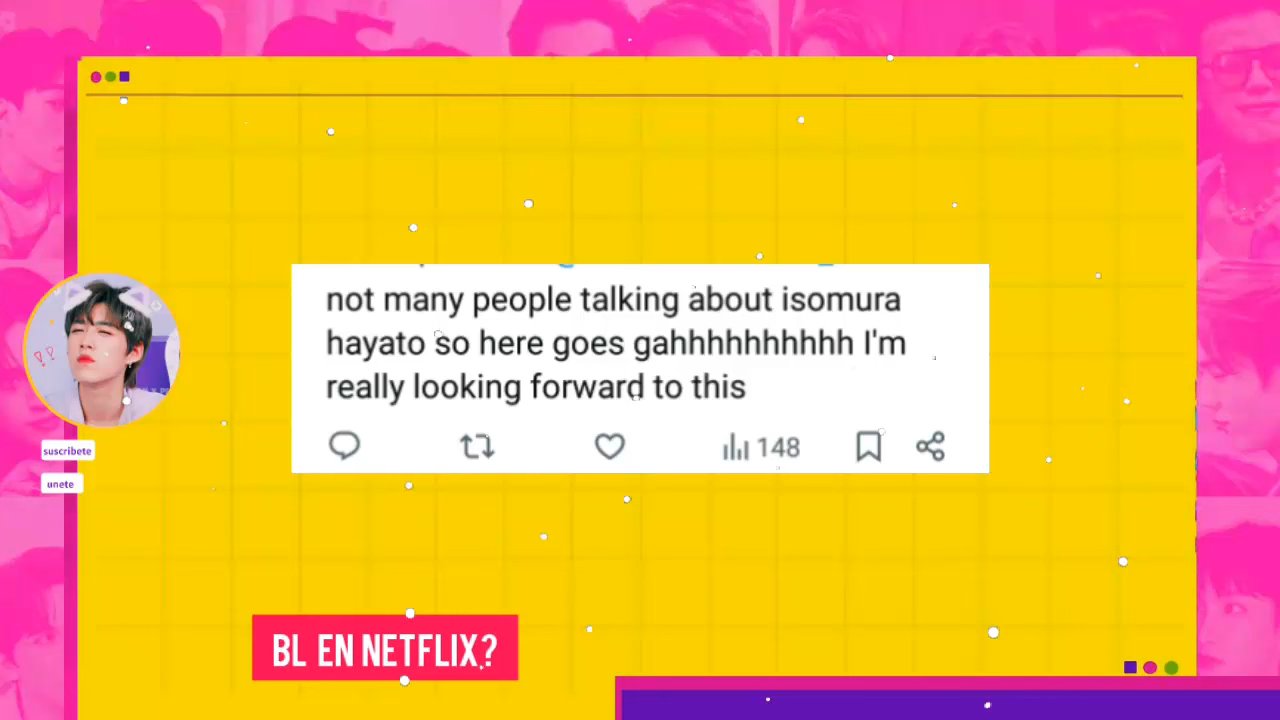 not many people talking about isomura
hayato so here goes gahhhhhhhhhh I'm
really looking forward to this
148
suscribete
unete
BL EN NETFLIX?